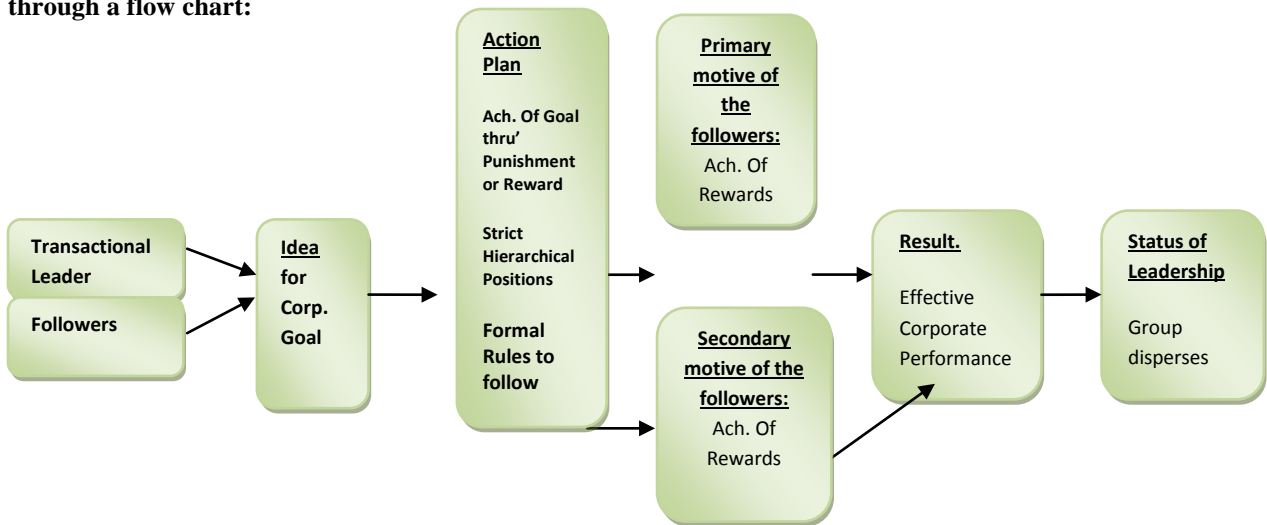 through a flow chart:
Transactional
Leader
Followers
Idea
for
Corp.
Goal
Action
Plan
Ach. Of Goal
thru’
Punishment
or Reward
Strict
Hierarchical
Positions
Formal
Rules to
follow
Primary
motive of
the
followers:
Ach. Of
Rewards
Secondary
motive of the
followers:
Ach. Of
Rewards
Result.
Effective
Corporate
Performance
Status of
Leadership
Group
disperses